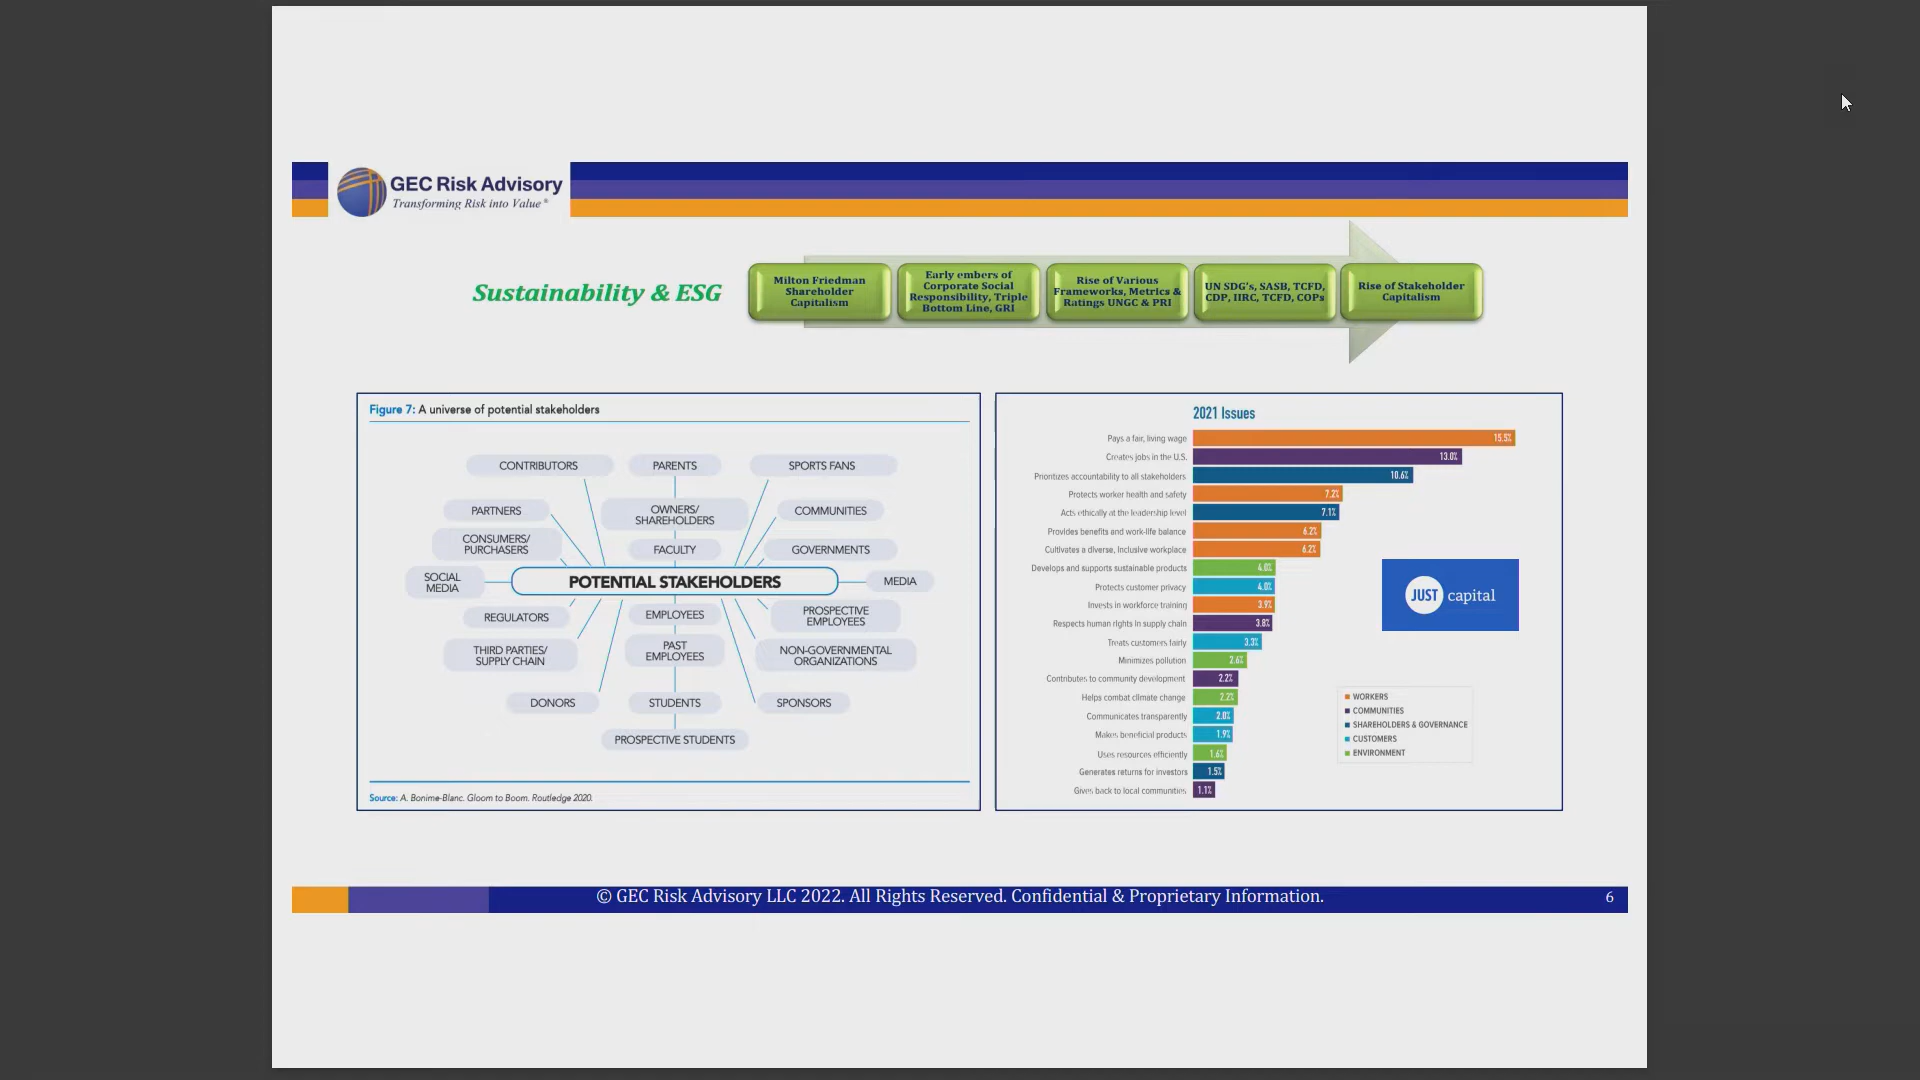 GEC Risk Advisory
Transforming Risk into Value ®
Sustainability & ESG
Milton Friedman
Shareholder
Capitalism
Early embers of
Corporate Social
Responsibility, Triple
Bottom Line, GRI
Rise of Various
Frameworks, Metrics &
Ratings UNGC & PRI
UN SDG's, SASB, TCFD,
CDP, IIRC, TCFD, COPs
Rise of Stakeholder
Capitalism
Figure 7: A universe of potential stakeholders
CONTRIBUTORS
PARENTS
SPORTS FANS
PARTNERS
OWNERS/
SHAREHOLDERS
COMMUNITIES
CONSUMERS/
PURCHASERS
FACULTY
GOVERNMENTS
SOCIAL
MEDIA
POTENTIAL STAKEHOLDERS
MEDIA
REGULATORS
EMPLOYEES
PROSPECTIVE
EMPLOYEES
THIRD PARTIES/
SUPPLY CHAIN
PAST
EMPLOYEES
NON-GOVERNMENTAL
ORGANIZATIONS
DONORS
STUDENTS
SPONSORS
PROSPECTIVE STUDENTS
Source: A. Bonime-Blanc. Gloom to Boom. Routledge 2020.
2021 Issues
Pays a fair, living wage 15.5%
Creates jobs in the U.S. 13.0%
Prioritizes accountability to all stakeholders 10.6%
Protects worker health and safety 7.2%
Acts ethically at the leadership level 7.1%
Provides benefits and work-life balance 6.2%
Cultivates a diverse, inclusive workplace 6.2%
Develops and supports sustainable products 4.0%
Protects customer privacy 4.0%
Invests in workforce training 3.9%
Respects human rights in supply chain 3.8%
Treats customers fairly 3.3%
Minimizes pollution 2.6%
Contributes to community development 2.2%
Helps combat climate change 2.2%
Communicates transparently 2.0%
Makes beneficial products 1.9%
Uses resources efficiently 1.6%
Generates returns for investors 1.5%
Gives back to local communities 1.1%
JUST capital
WORKERS
COMMUNITIES
SHAREHOLDERS & GOVERNANCE
CUSTOMERS
ENVIRONMENT
© GEC Risk Advisory LLC 2022. All Rights Reserved. Confidential & Proprietary Information.
6